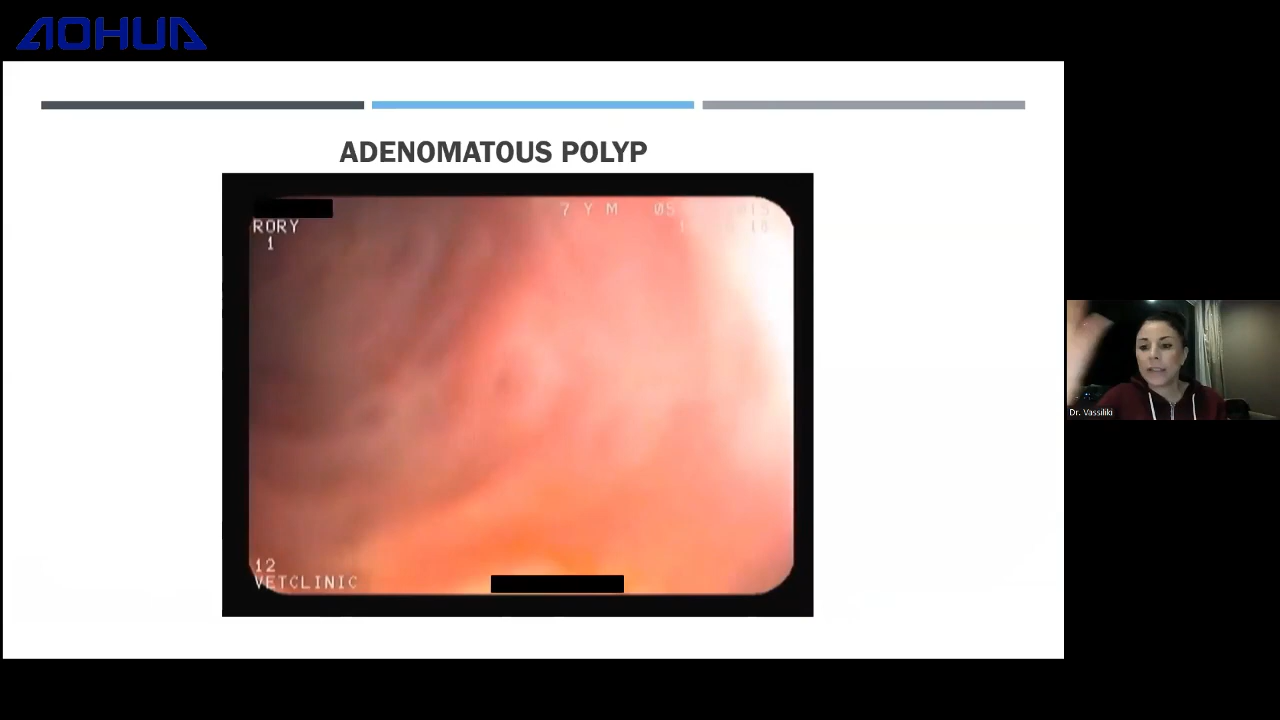 AOHUA
ADENOMATOUS POLYP
7 Y M
RORY
1
12
VETCLINIC
Dr. Vassiliki